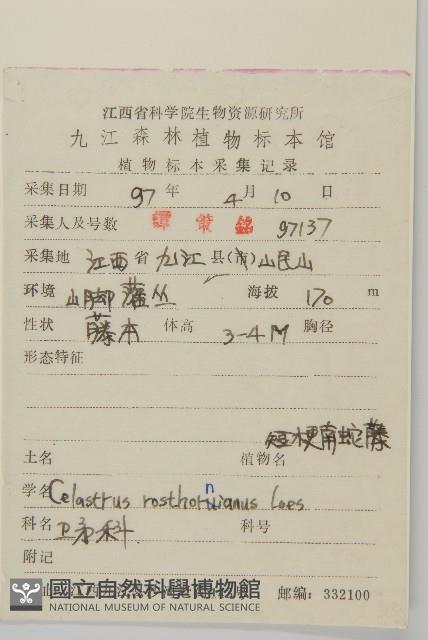 江西省科学院生物资源研究所
九江森林植物标本馆
植物标本采集记录
采集日期 97 年 4 月 10 日
采集人及号数 譚策銘 97137
采集地 江西 省 九江 县(市) 山民山
环境 山脚灌丛 海拔 170 m
性状 藤本 体高 3-4M 胸径
形态特征
短梗南蛇藤
土名 植物名
学名 Celastrus rosthornianus Loes
科名 卫矛科 科号
附记
邮编: 332100
國立自然科學博物館
NATIONAL MUSEUM OF NATURAL SCIENCE